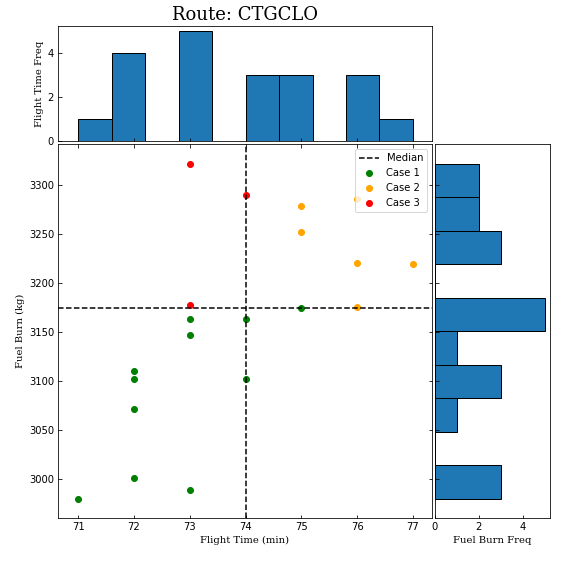 Route: CTGCLO
Flight Time Freq
4
2
0
Median
Case 1
Case 2
Case 3
Fuel Burn (kg)
3300
3250
3200
3150
3100
3050
3000
71 72 73 74 75 76 77
Flight Time (min)
0 2 4
Fuel Burn Freq